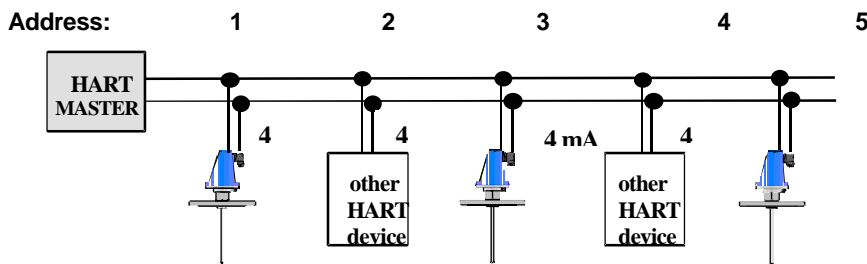 Address: 1 2 3 4 5
HART
MASTER
4 4 4 mA 4
other
HART
device
other
HART
device